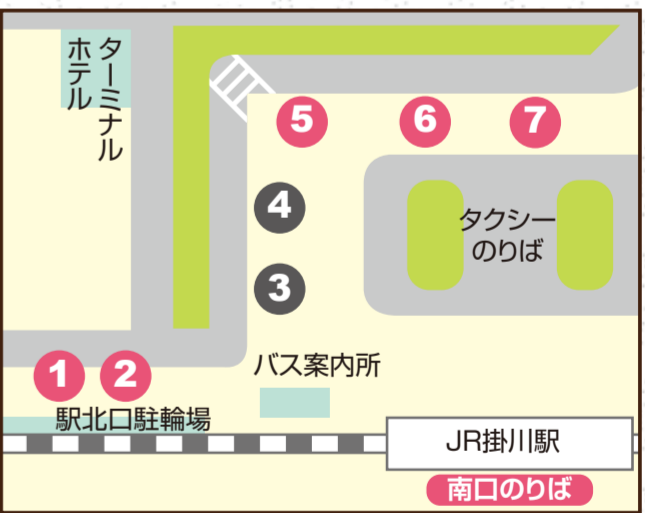 ターミナル
ホテル
5
6
7
4
タクシー
のりば
3
バス案内所
1
2
駅北口駐輪場
JR掛川駅
南口のりば